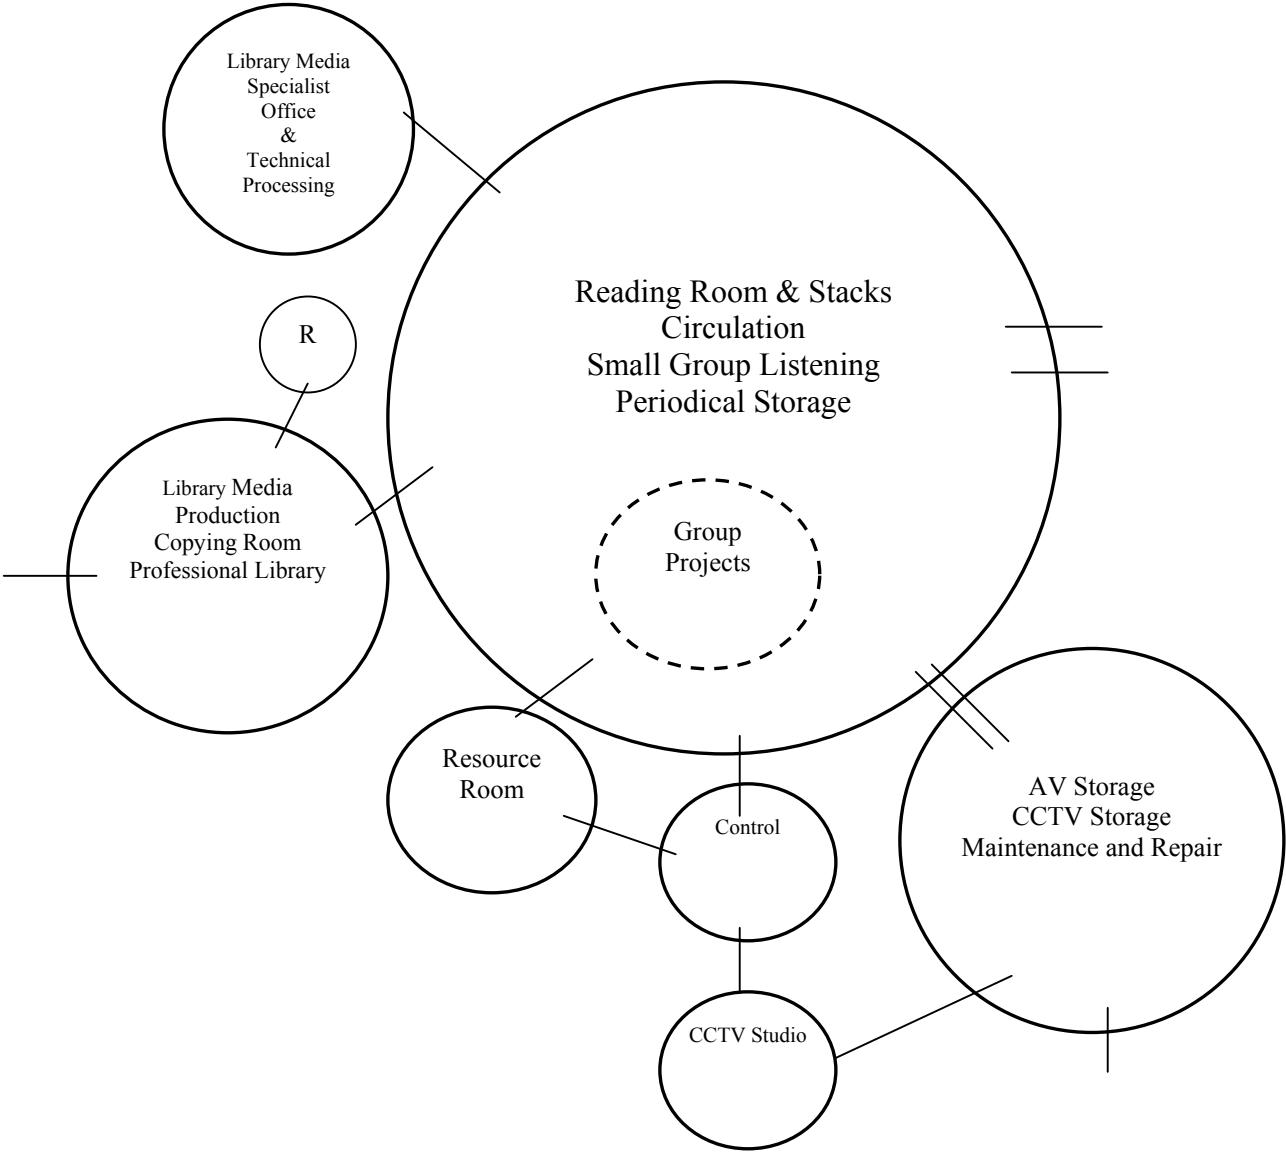 Library Media
Specialist
Office
&
Technical
Processing
Reading Room & Stacks
Circulation
Small Group Listening
Periodical Storage
R
Library Media
Production
Copying Room
Professional Library
Group
Projects
Resource
Room
Control
AV Storage
CCTV Storage
Maintenance and Repair
CCTV Studio